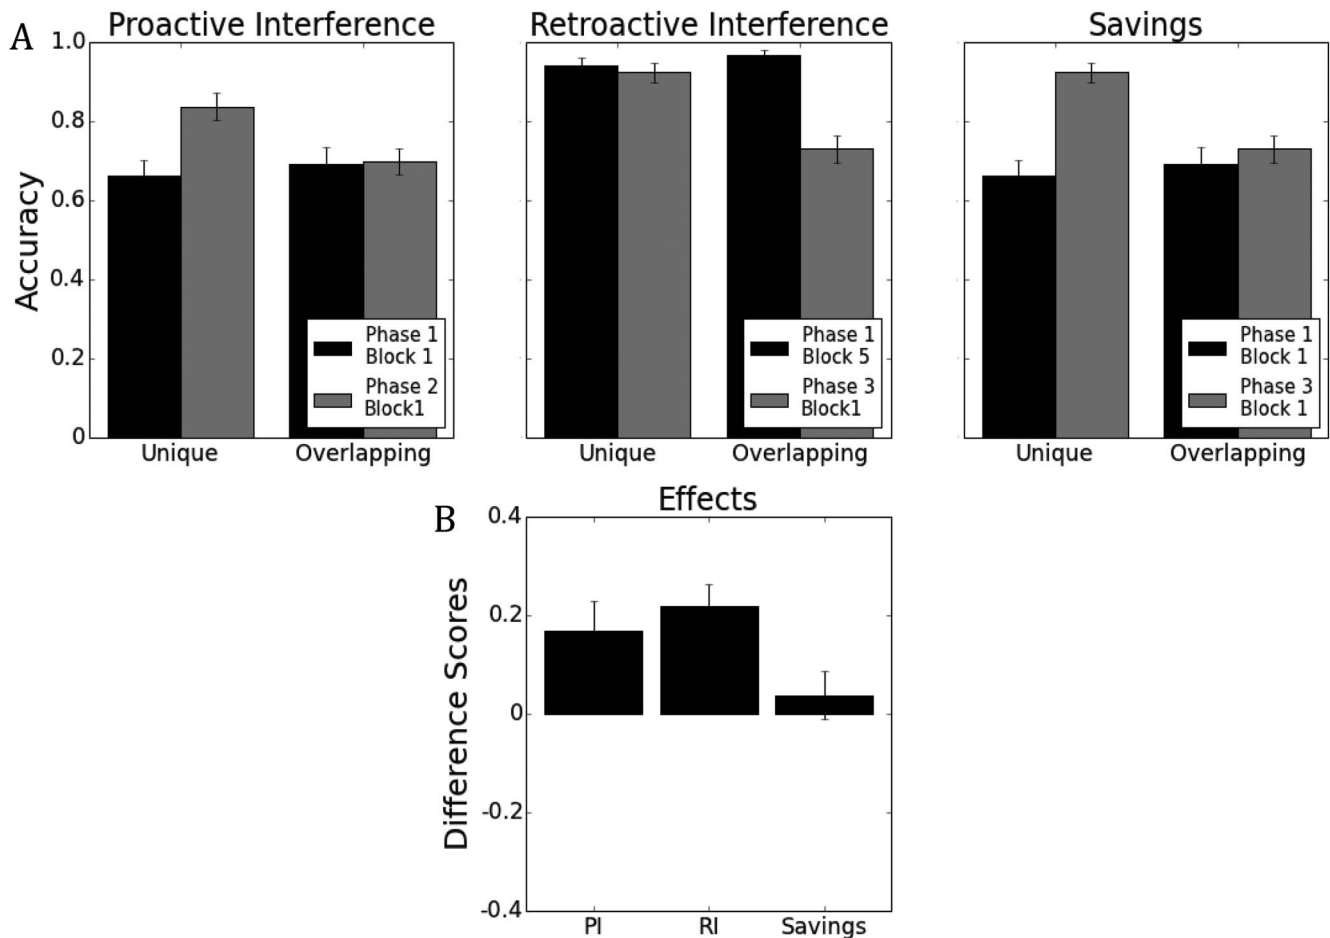 A
Proactive Interference
Retroactive Interference
Savings
Accuracy
1.0
0.8
0.6
0.4
0.2
0
Phase 1
Block 1
Phase 2
Block1
Unique
Overlapping
Phase 1
Block 5
Phase 3
Block1
Unique
Overlapping
Phase 1
Block 1
Phase 3
Block 1
Unique
Overlapping
B
Effects
Difference Scores
0.4
0.2
0
-0.2
-0.4
PI
RI
Savings